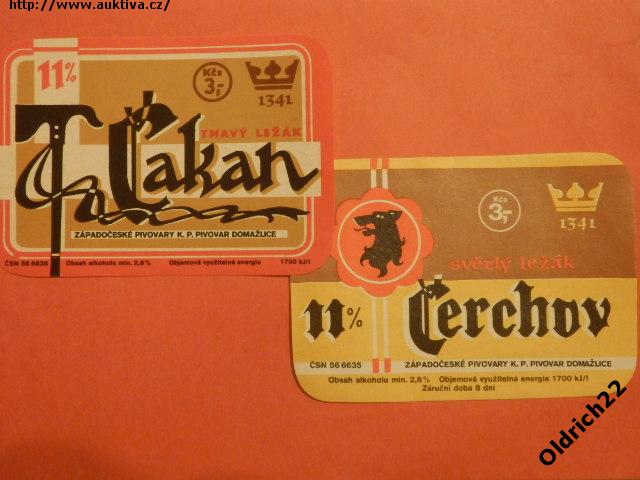 http://www.auktiva.cz/
11%
Kčs
3,-
1341
TMAVÝ LEŽÁK
Čakan
ZÁPADOČESKÉ PIVOVARY K. P. PIVOVAR DOMAŽLICE
ČSN 56 6635 Obsah alkoholu min. 2,8% Objemová využitelná energie 1700 kJ/l
Kčs
3,-
1341
světlý ležák
11% Čerchov
ČSN 56 6635 ZÁPADOČESKÉ PIVOVARY K. P. PIVOVAR DOMAŽLICE
Obsah alkoholu min. 2,8% Objemová využitelná energie 1700 kJ/l
Záruční doba 8 dní
Oldrich22